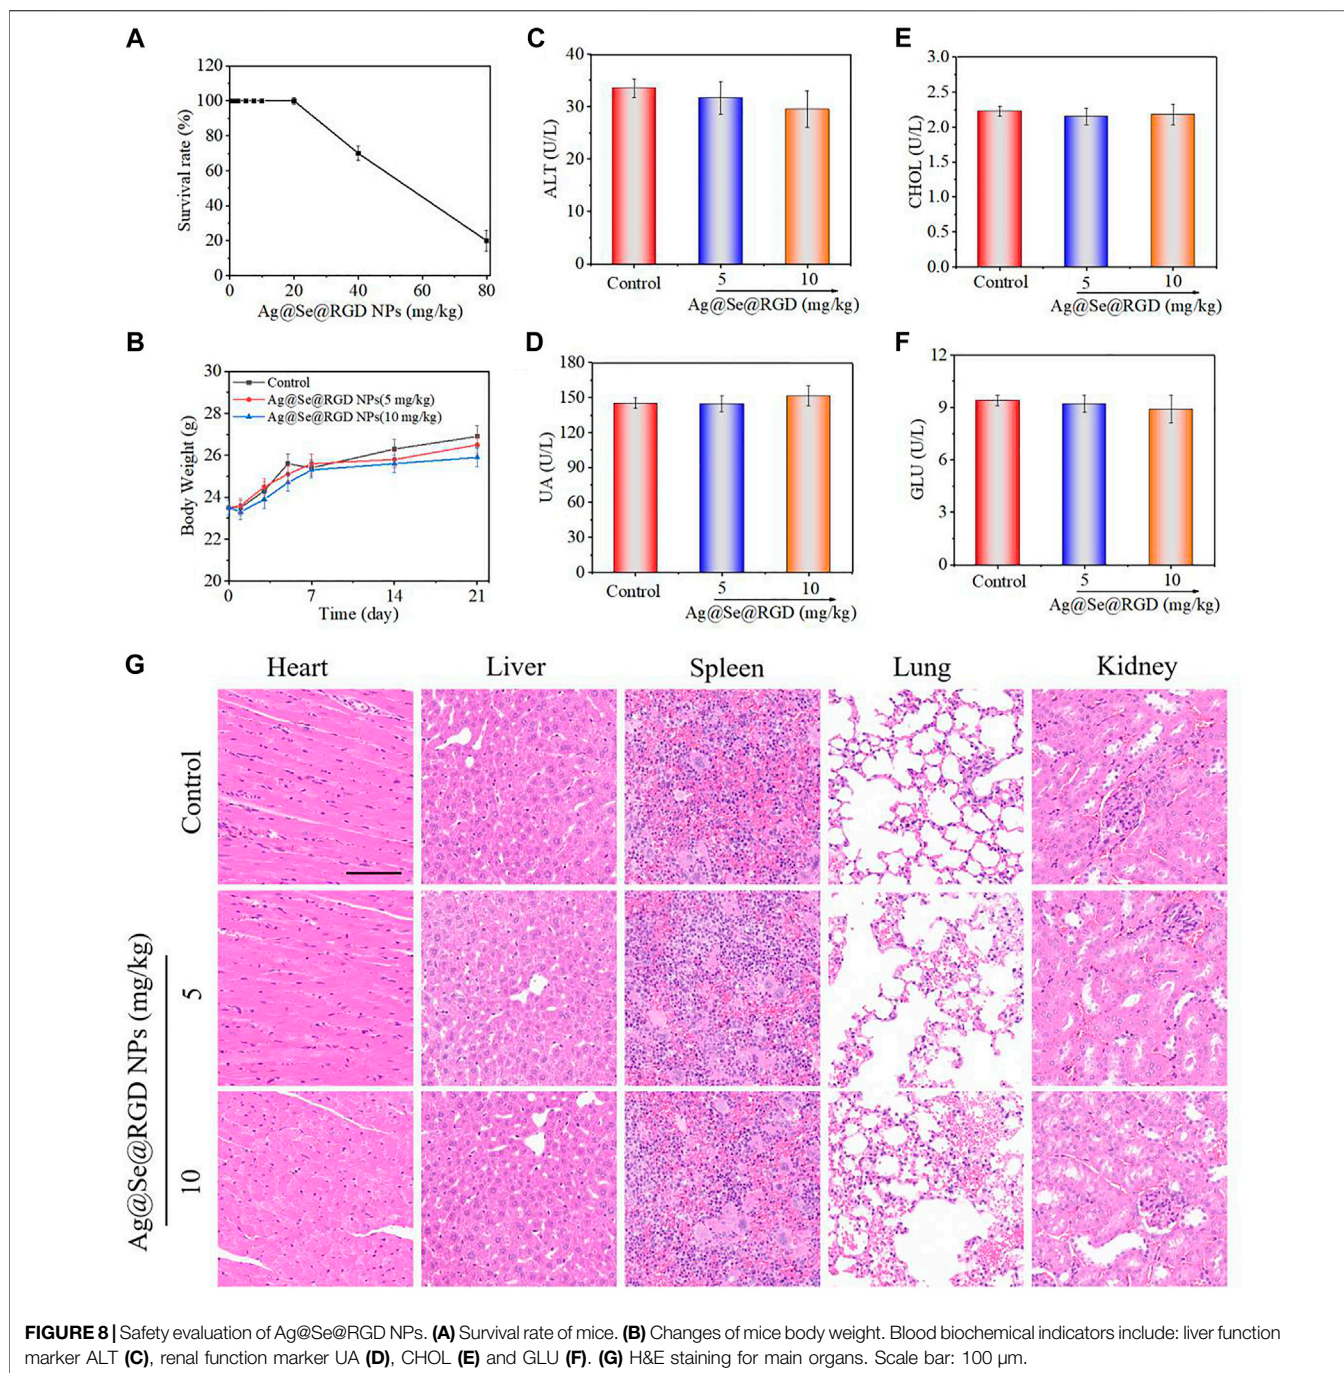 A
120
100
80
60
40
20
0
Survival rate (%)
0 20 40 60 80
Ag@Se@RGD NPs (mg/kg)
B
30
28
26
24
22
20
Body Weight (g)
Control
Ag@Se@RGD NPs(5 mg/kg)
Ag@Se@RGD NPs(10 mg/kg)
0 7 14 21
Time (day)
C
40
30
20
10
0
ALT (U/L)
Control 5 10
Ag@Se@RGD (mg/kg)
D
180
150
120
90
60
30
0
UA (U/L)
Control 5 10
Ag@Se@RGD (mg/kg)
E
3.0
2.5
2.0
1.5
1.0
0.5
0.0
CHOL (U/L)
Control 5 10
Ag@Se@RGD (mg/kg)
F
12
9
6
3
0
GLU (U/L)
Control 5 10
Ag@Se@RGD (mg/kg)
G
Heart Liver Spleen Lung Kidney
Control
Ag@Se@RGD NPs (mg/kg)
5
10
FIGURE 8 | Safety evaluation of Ag@Se@RGD NPs. (A) Survival rate of mice. (B) Changes of mice body weight. Blood biochemical indicators include: liver function
marker ALT (C), renal function marker UA (D), CHOL (E) and GLU (F). (G) H&E staining for main organs. Scale bar: 100 μm.